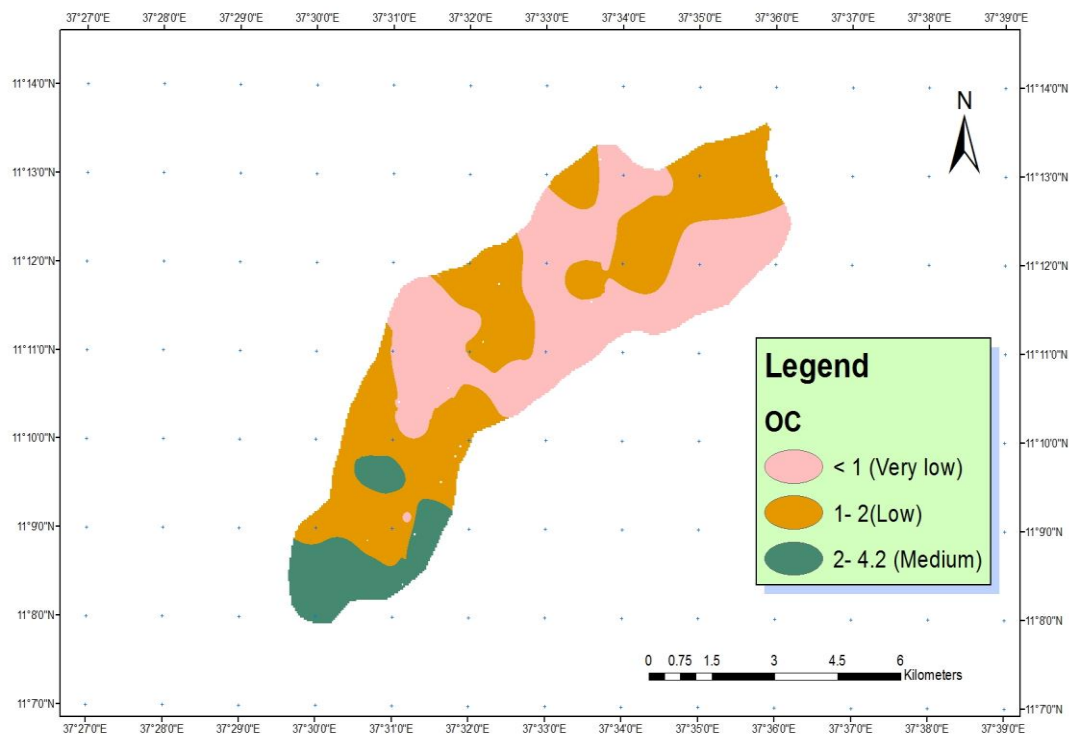 37°27'0"E 37°28'0"E 37°29'0"E 37°30'0"E 37°31'0"E 37°32'0"E 37°33'0"E 37°34'0"E 37°35'0"E 37°36'0"E 37°37'0"E 37°38'0"E 37°39'0"E
11°14'0"N 11°14'0"N
N
11°13'0"N 11°13'0"N
11°12'0"N 11°12'0"N
11°11'0"N 11°11'0"N
Legend
OC
< 1 (Very low)
1- 2(Low)
2- 4.2 (Medium)
11°10'0"N 11°10'0"N
11°9'0"N 11°9'0"N
11°8'0"N 11°8'0"N
0 0.75 1.5 3 4.5 6
Kilometers
11°7'0"N 11°7'0"N
37°27'0"E 37°28'0"E 37°29'0"E 37°30'0"E 37°31'0"E 37°32'0"E 37°33'0"E 37°34'0"E 37°35'0"E 37°36'0"E 37°37'0"E 37°38'0"E 37°39'0"E